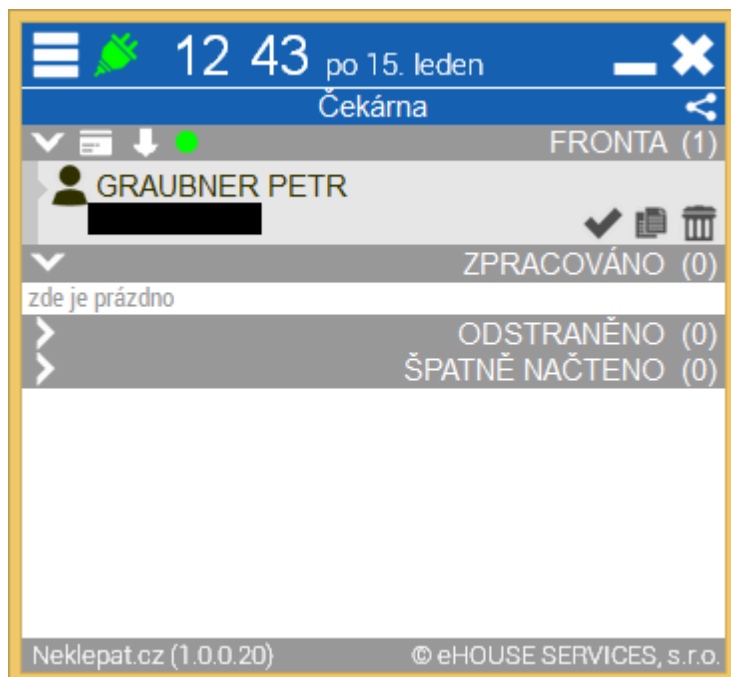 12 43 po 15. leden
Čekárna
FRONTA (1)
GRAUBNER PETR
ZPRACOVÁNO (0)
zde je prázdno
ODSTRANĚNO (0)
ŠPATNĚ NAČTENO (0)
Neklepat.cz (1.0.0.20) © eHOUSE SERVICES, s.r.o.